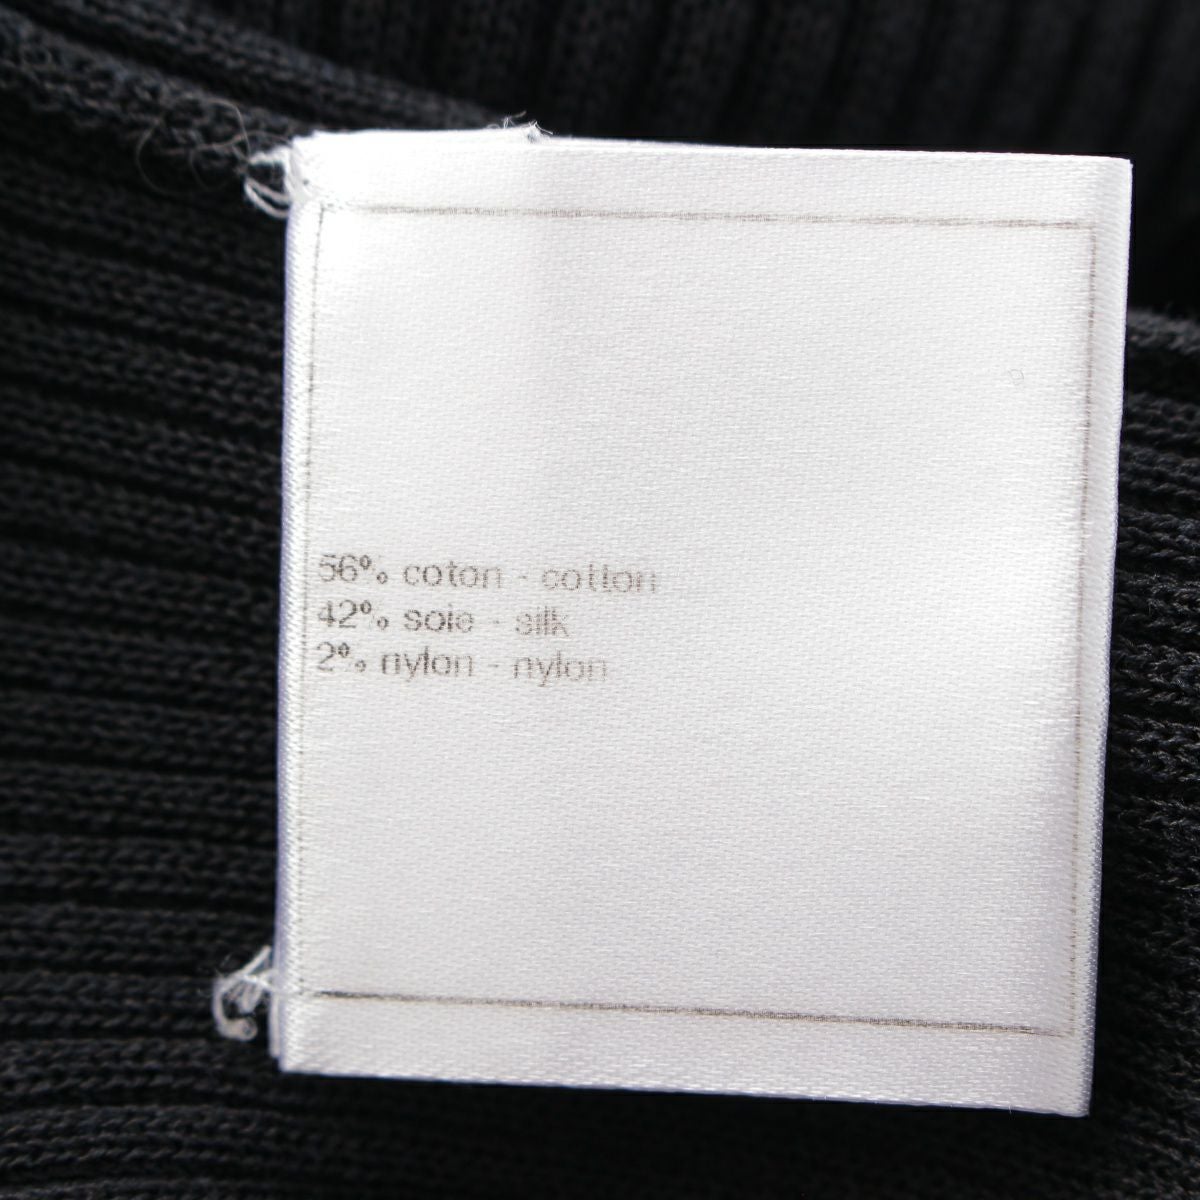 56% coton - cotton
42% soie - silk
2% nylon - nylon